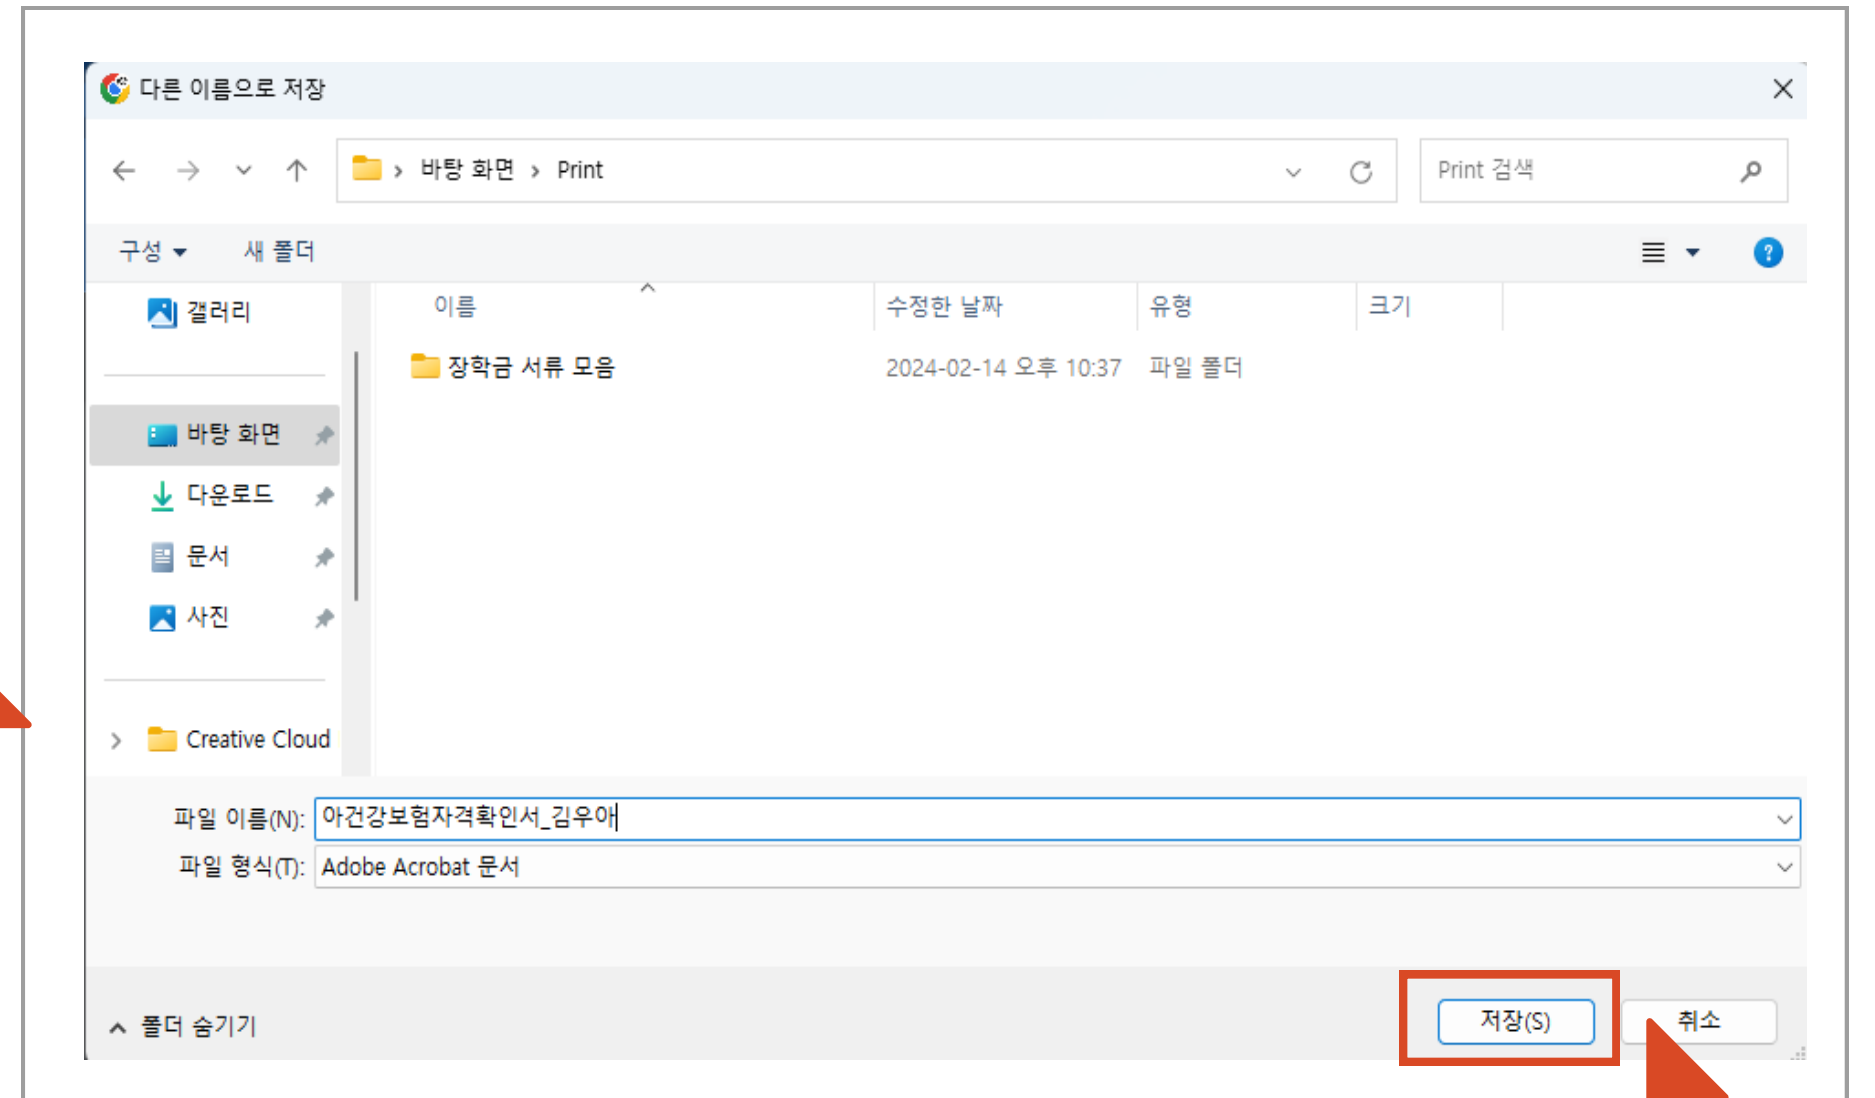 다른 이름으로 저장
바탕 화면 > Print
Print 검색
구성 새 폴더
갤러리
이름 수정한 날짜 유형 크기
장학금 서류 모음 2024-02-14 오후 10:37 파일 폴더
바탕 화면
다운로드
문서
사진
Creative Cloud
파일 이름(N): 아건강보험자격확인서_김우아
파일 형식(T): Adobe Acrobat 문서
폴더 숨기기
저장(S) 취소